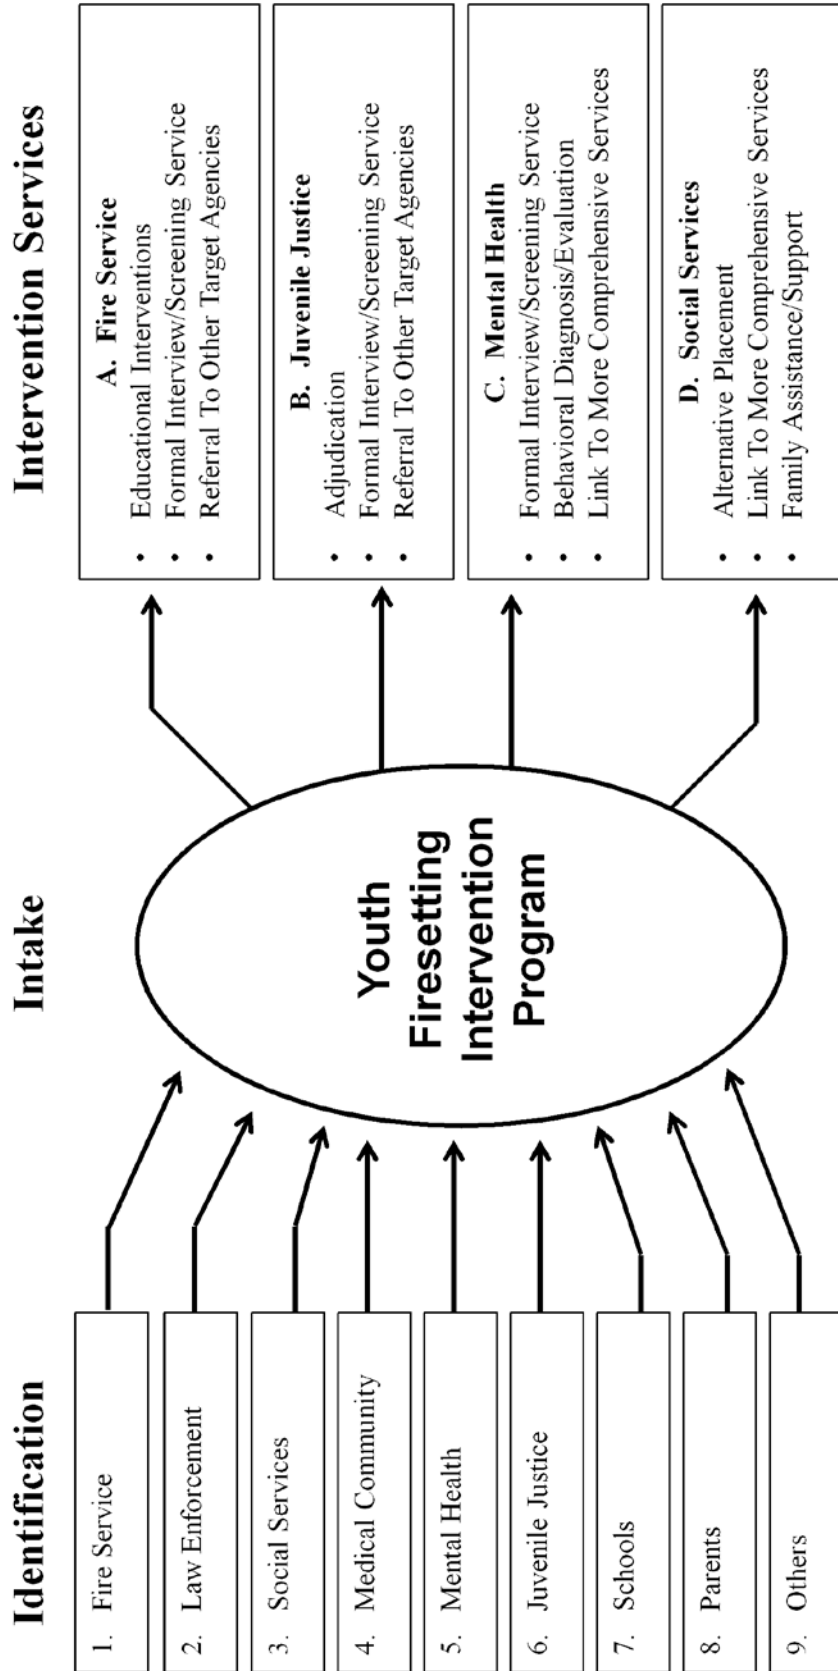 Identification
1. Fire Service
2. Law Enforcement
3. Social Services
4. Medical Community
5. Mental Health
6. Juvenile Justice
7. Schools
8. Parents
9. Others
Intake
Youth
Firesetting
Intervention
Program
Intervention Services
A. Fire Service
• Educational Interventions
• Formal Interview/Screening Service
• Referral To Other Target Agencies
B. Juvenile Justice
• Adjudication
• Formal Interview/Screening Service
• Referral To Other Target Agencies
C. Mental Health
• Formal Interview/Screening Service
• Behavioral Diagnosis/Evaluation
• Link To More Comprehensive Services
D. Social Services
• Alternative Placement
• Link To More Comprehensive Services
• Family Assistance/Support